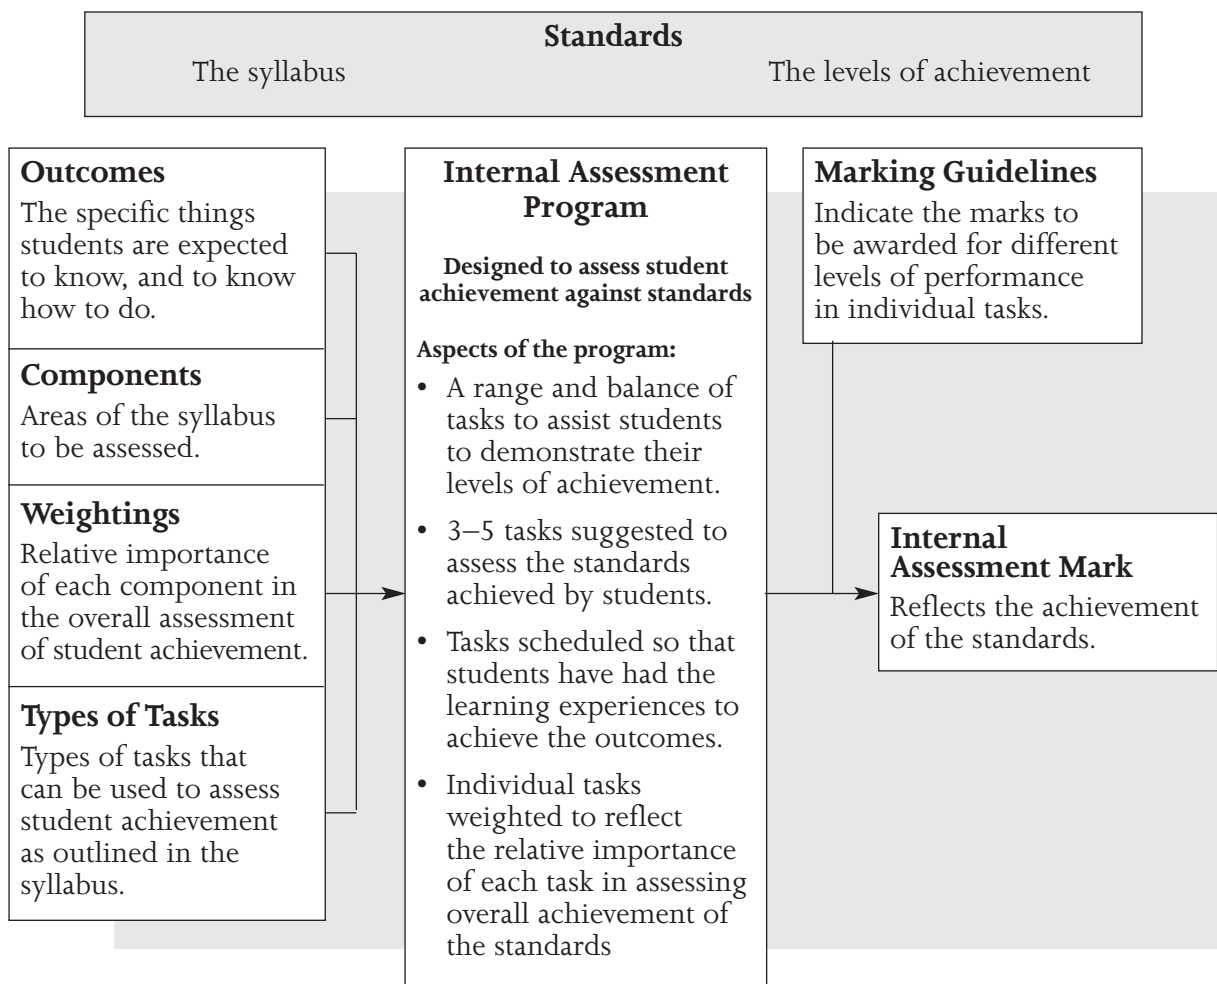 Standards
The syllabus
The levels of achievement
Outcomes
The specific things
students are expected
to know, and to know
how to do.
Components
Areas of the syllabus
to be assessed.
Weightings
Relative importance
of each component in
the overall assessment
of student achievement.
Types of Tasks
Types of tasks that
can be used to assess
student achievement
as outlined in the
syllabus.
Internal Assessment
Program
Designed to assess student
achievement against standards
Aspects of the program:
• A range and balance of
tasks to assist students
to demonstrate their
levels of achievement.
• 3–5 tasks suggested to
assess the standards
achieved by students.
• Tasks scheduled so that
students have had the
learning experiences to
achieve the outcomes.
• Individual tasks
weighted to reflect
the relative importance
of each task in assessing
overall achievement of
the standards
Marking Guidelines
Indicate the marks to
be awarded for different
levels of performance
in individual tasks.
Internal
Assessment Mark
Reflects the achievement
of the standards.